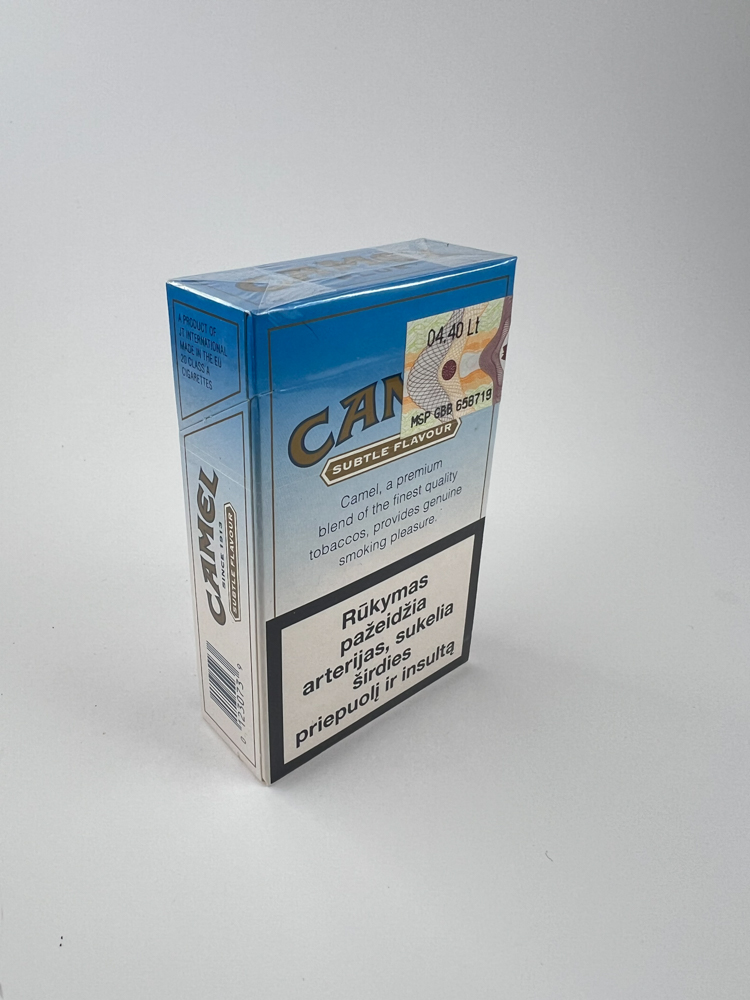 A PRODUCT OF
JT INTERNATIONAL
MADE IN THE EU
20 CLASS A
CIGARETTES
CAMEL
SINCE 1913
SUBTLE FLAVOUR
04.40 Lt
MSP GBB 658719
CAM
SUBTLE FLAVOUR
Camel, a premium
blend of the finest quality
tobaccos, provides genuine
smoking pleasure.
Rūkymas
pažeidžia
arterijas, sukelia
širdies
priepuolį ir insultą